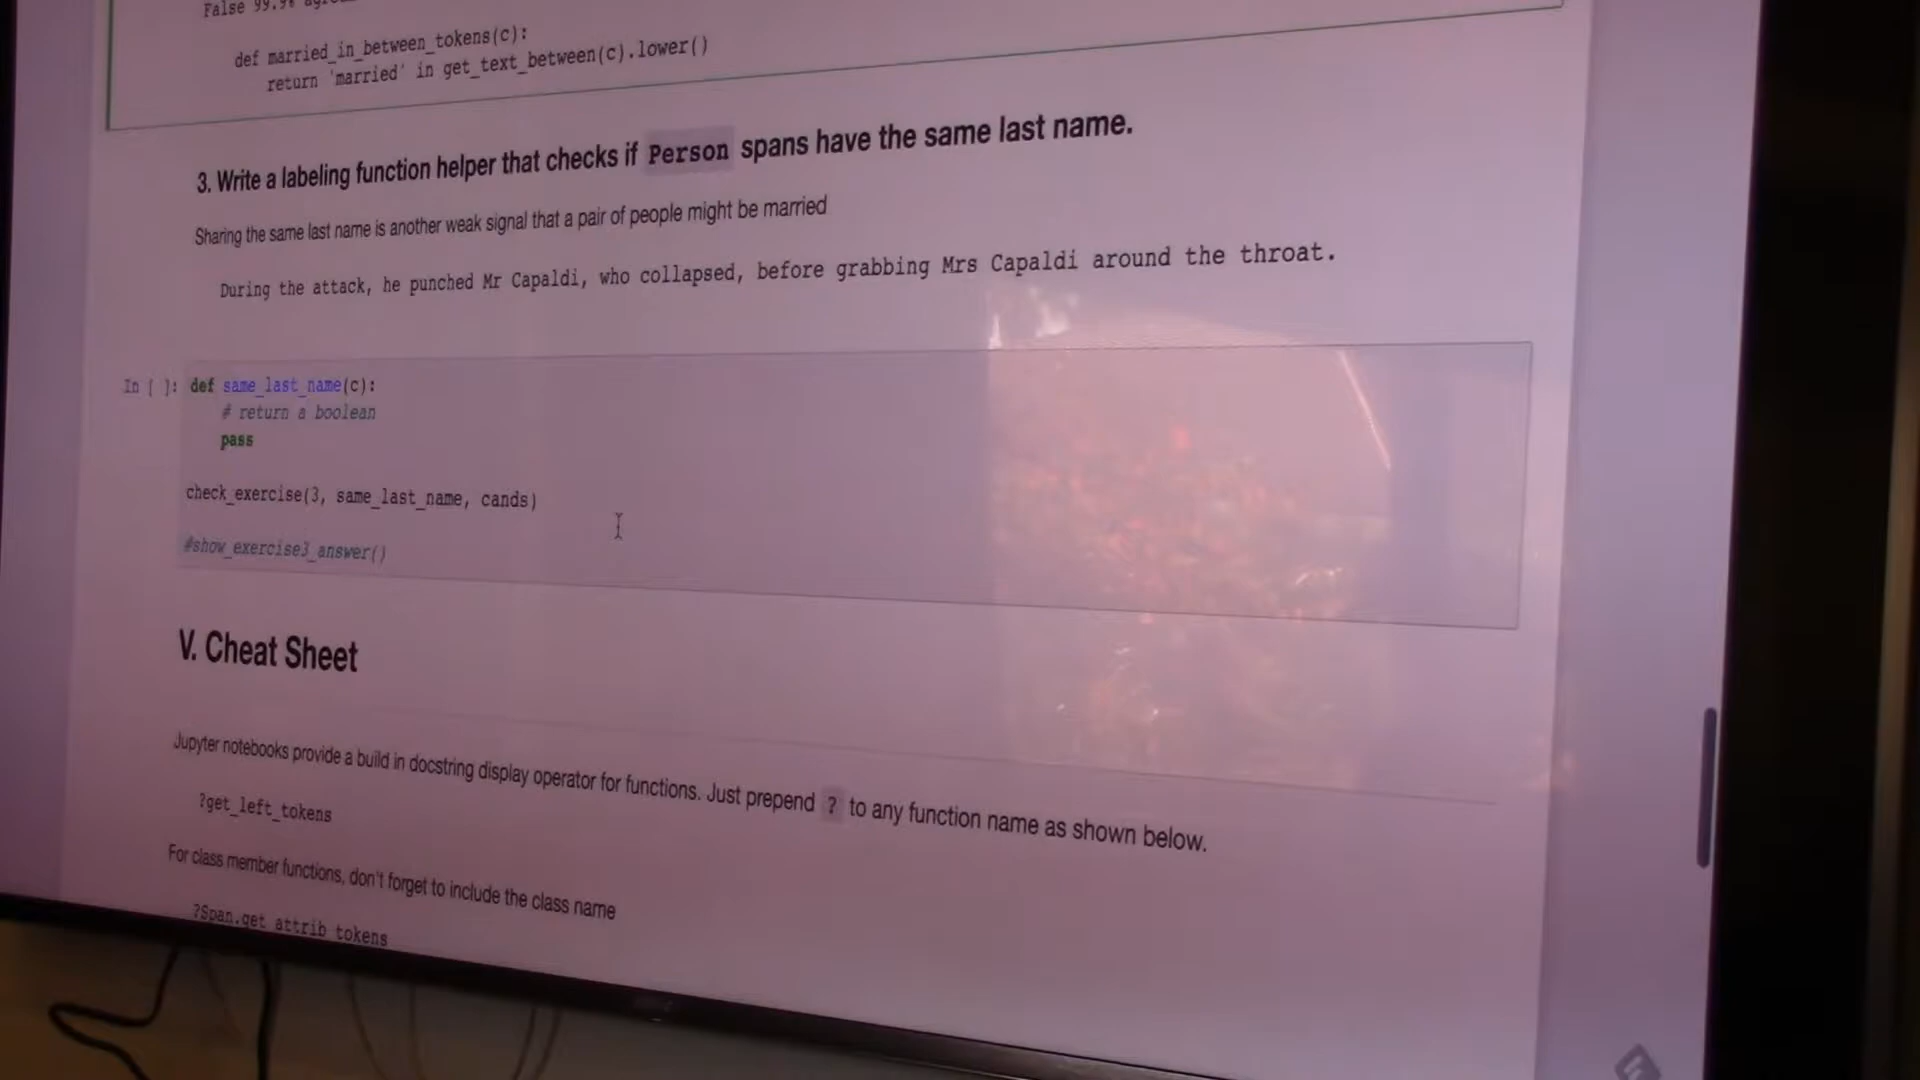 False 99.9%
def married_in_between_tokens(c):
return 'married' in get_text_between(c).lower()
3. Write a labeling function helper that checks if Person spans have the same last name.
Sharing the same last name is another weak signal that a pair of people might be married
During the attack, he punched Mr Capaldi, who collapsed, before grabbing Mrs Capaldi around the throat.
In [ ]: def same_last_name(c):
# return a boolean
pass
check_exercise(3, same_last_name, cands)
#show_exercise3_answer()
V. Cheat Sheet
Jupyter notebooks provide a build in docstring display operator for functions. Just prepend ? to any function name as shown below.
?get_left_tokens
For class member functions, don't forget to include the class name
?Span.get_attrib_tokens